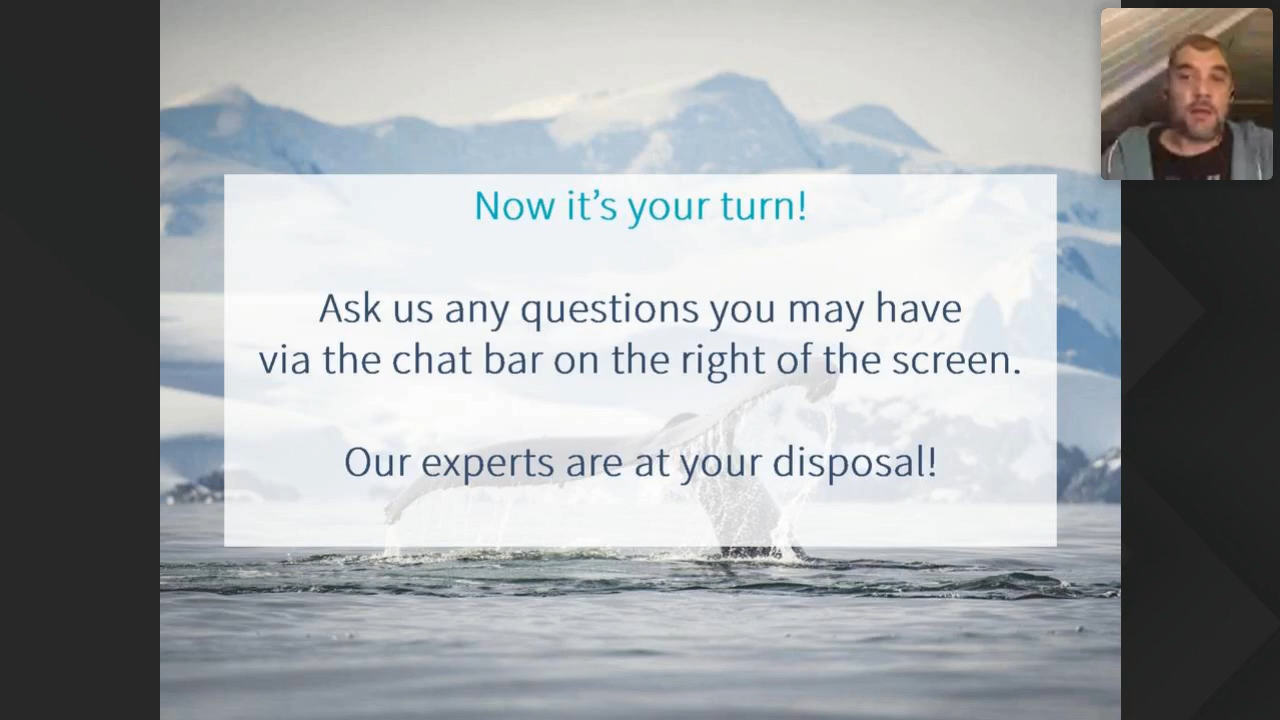 Now it’s your turn!
Ask us any questions you may have
via the chat bar on the right of the screen.
Our experts are at your disposal!